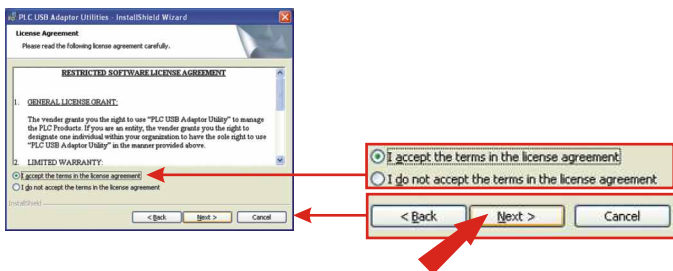 PLC USB Adaptor Utilities - InstallShield Wizard
License Agreement
Please read the following license agreement carefully.
RESTRICTED SOFTWARE LICENSE AGREEMENT
1. GENERAL LICENSE GRANT:
The vender grants you the right to use "PLC USB Adaptor Utility" to manage
the PLC Products. If you are an entity, the vender grants you the right to
designate one individual within your organization to have the sole right to use
"PLC USB Adaptor Utility" in the manner provided above.
2. LIMITED WARRANTY:
I accept the terms in the license agreement
I do not accept the terms in the license agreement
InstallShield
< Back Next > Cancel
I accept the terms in the license agreement
I do not accept the terms in the license agreement
< Back Next > Cancel